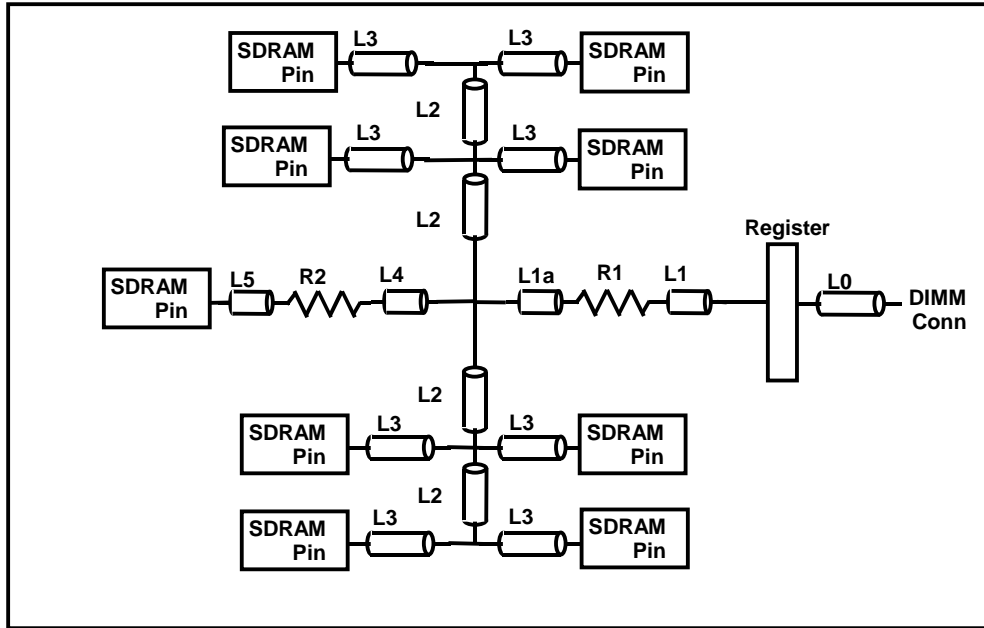 L3
L3
SDRAM
Pin
SDRAM
Pin
L2
L3
L3
SDRAM
Pin
SDRAM
Pin
L2
Register
SDRAM
Pin
L5
R2
L4
L1a
R1
L1
L0
DIMM
Conn
L2
L3
L3
SDRAM
Pin
SDRAM
Pin
L2
L3
L3
SDRAM
Pin
SDRAM
Pin